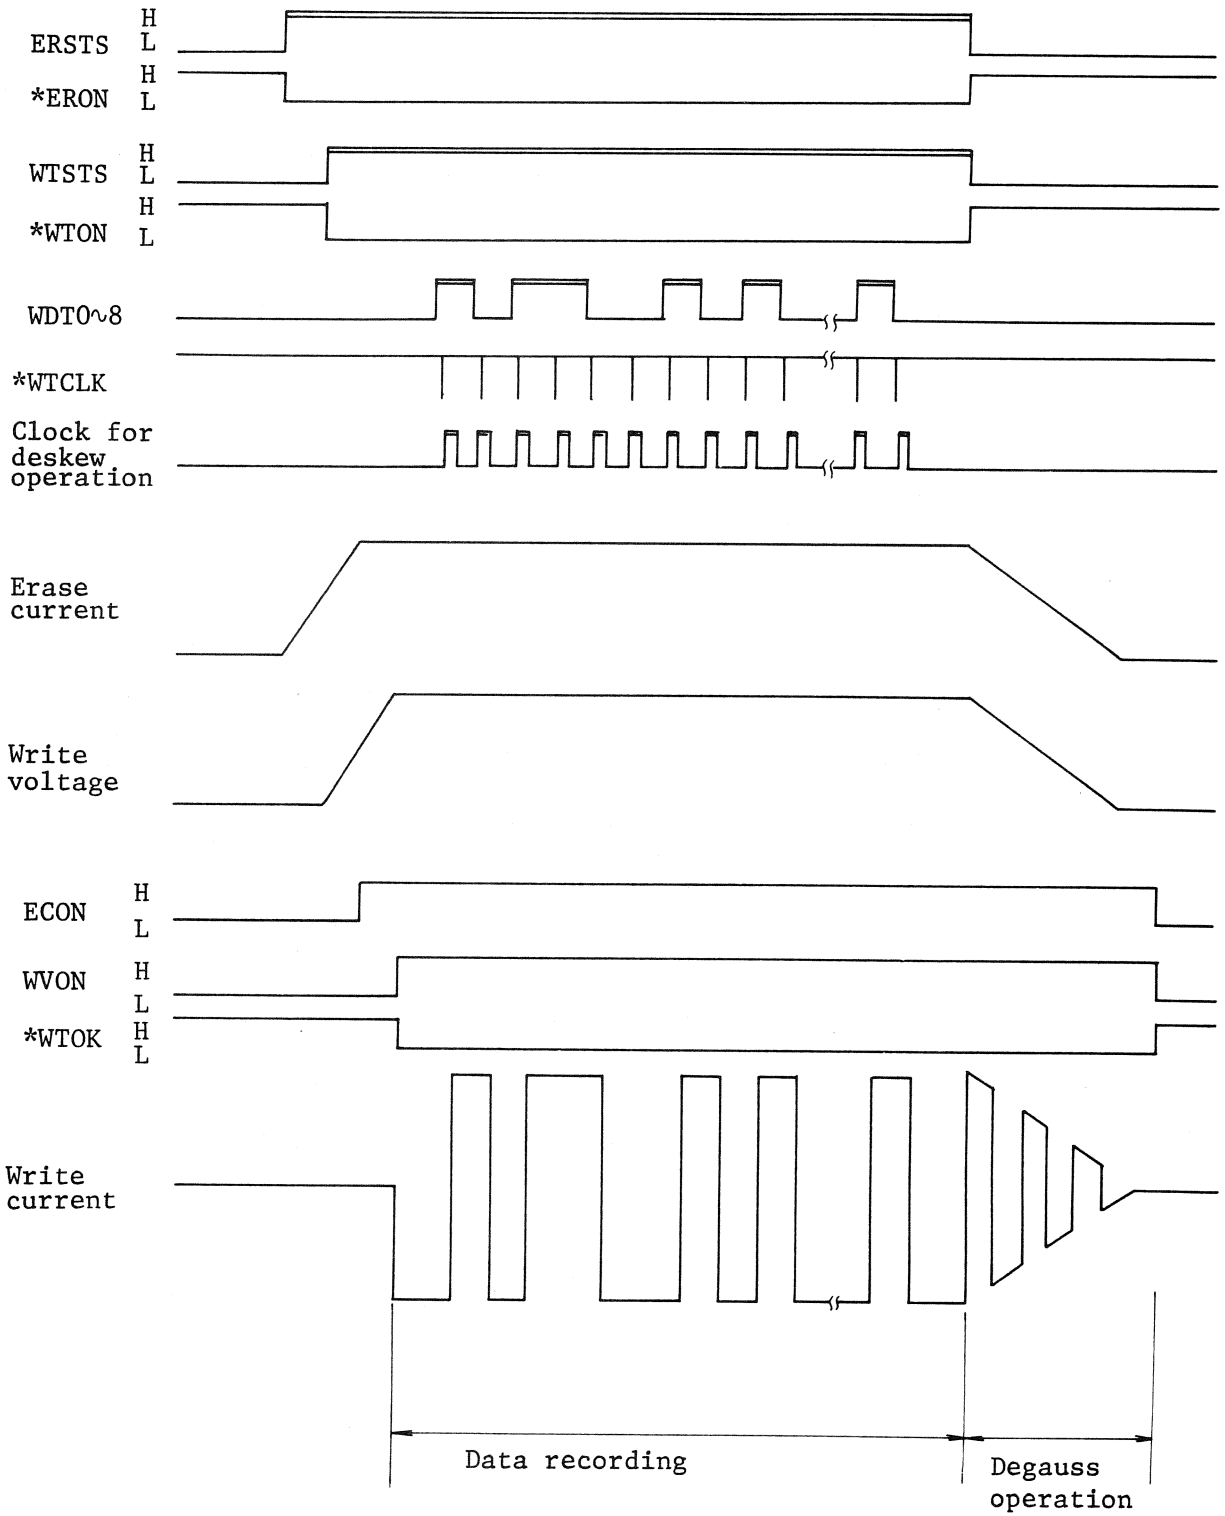 H
ERSTS L
H
*ERON L
H
WTSTS L
H
*WTON L
WDT0~8
*WTCLK
Clock for
deskew
operation
Erase
current
Write
voltage
H
ECON
L
H
WVON
L
*WTOK H
L
Write
current
Data recording
Degauss
operation